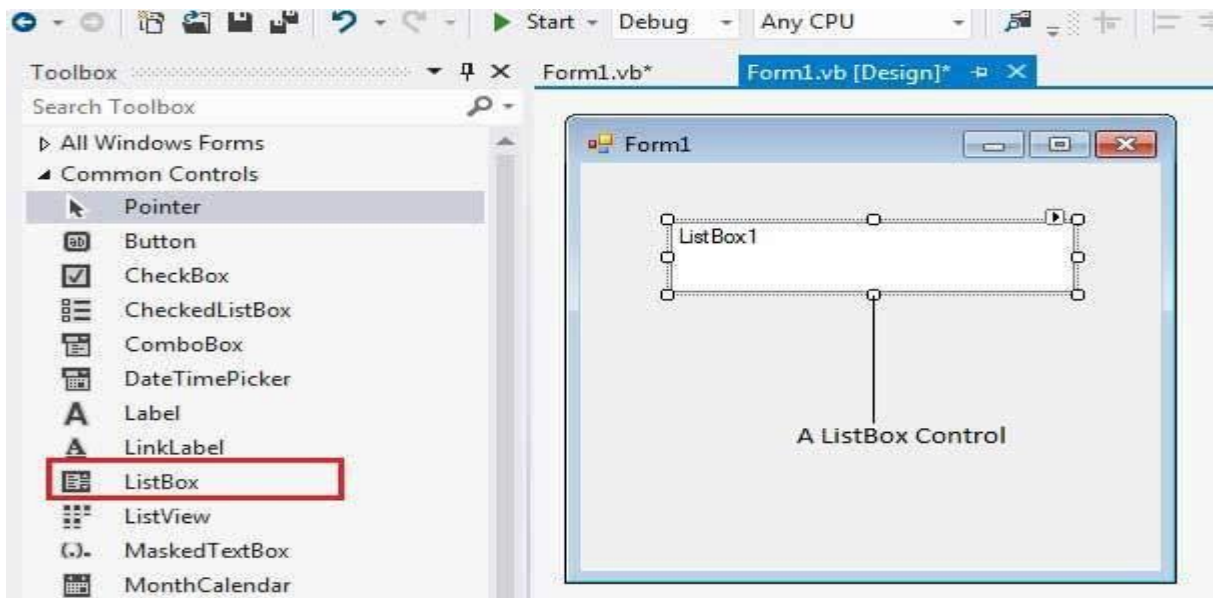 Start Debug Any CPU
Toolbox
Form1.vb* Form1.vb [Design]*
Search Toolbox
All Windows Forms
Common Controls
Pointer
Button
CheckBox
CheckedListBox
ComboBox
DateTimePicker
Label
LinkLabel
ListBox
ListView
MaskedTextBox
MonthCalendar
Form1
ListBox1
A ListBox Control